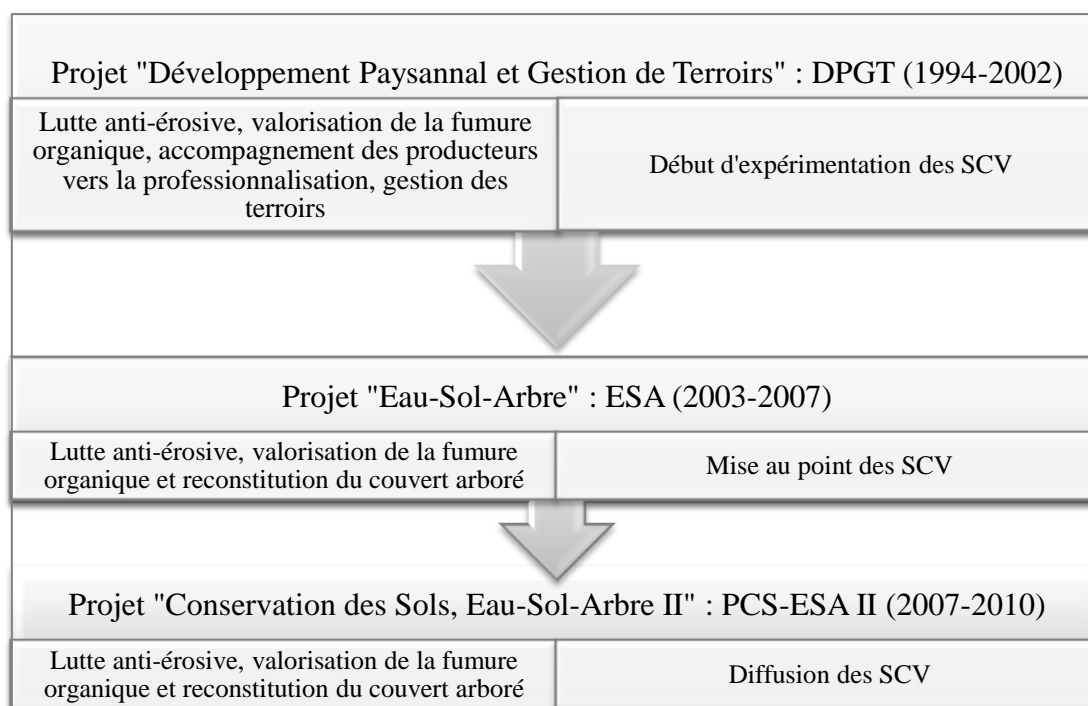 Projet "Développement Paysannal et Gestion de Terroirs" : DPGT (1994-2002)
Lutte anti-érosive, valorisation de la fumure
organique, accompagnement des producteurs
vers la professionnalisation, gestion des
terroirs
Début d'expérimentation des SCV
Projet "Eau-Sol-Arbre" : ESA (2003-2007)
Lutte anti-érosive, valorisation de la fumure
organique et reconstitution du couvert arboré
Mise au point des SCV
Projet "Conservation des Sols, Eau-Sol-Arbre II" : PCS-ESA II (2007-2010)
Lutte anti-érosive, valorisation de la fumure
organique et reconstitution du couvert arboré
Diffusion des SCV